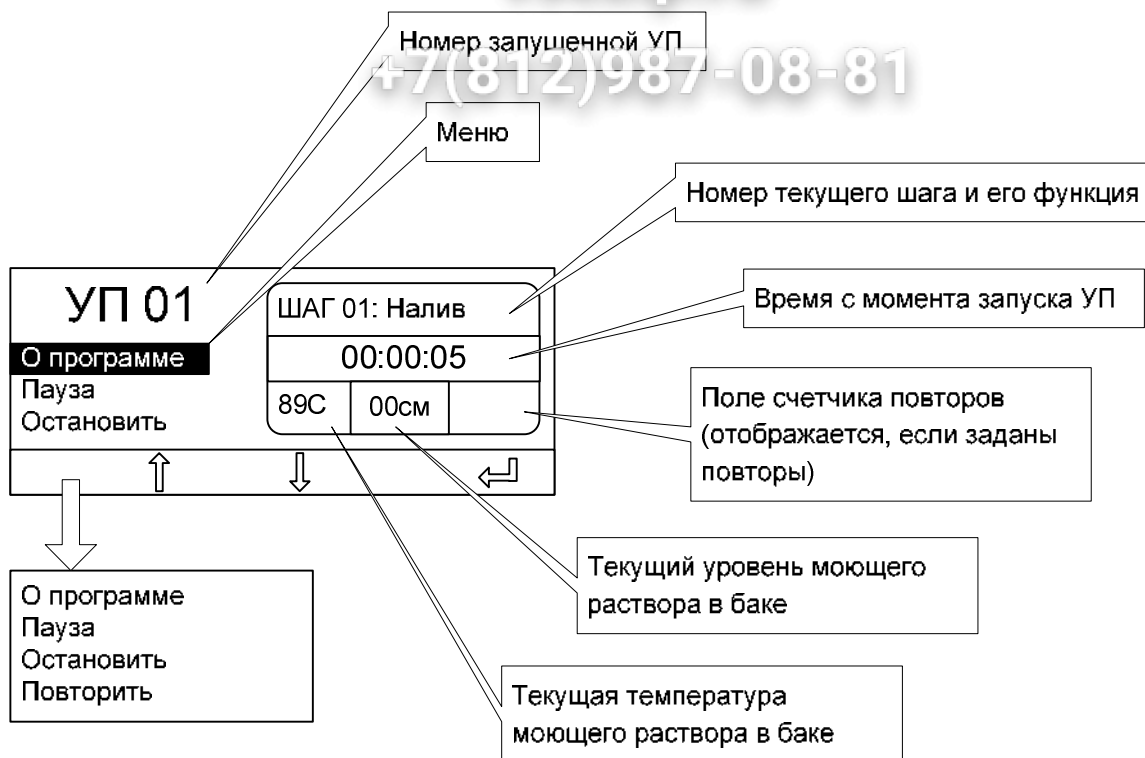 Номер запущенной УП
+7(812)987-08-81
Меню
Номер текущего шага и его функция
УП 01
ШАГ 01: Налив
Время с момента запуска УП
О программе
00:00:05
Пауза
Остановить
89С
00см
Поле счетчика повторов
(отображается, если заданы
повторы)
Текущий уровень моющего
раствора в баке
О программе
Пауза
Остановить
Повторить
Текущая температура
моющего раствора в баке